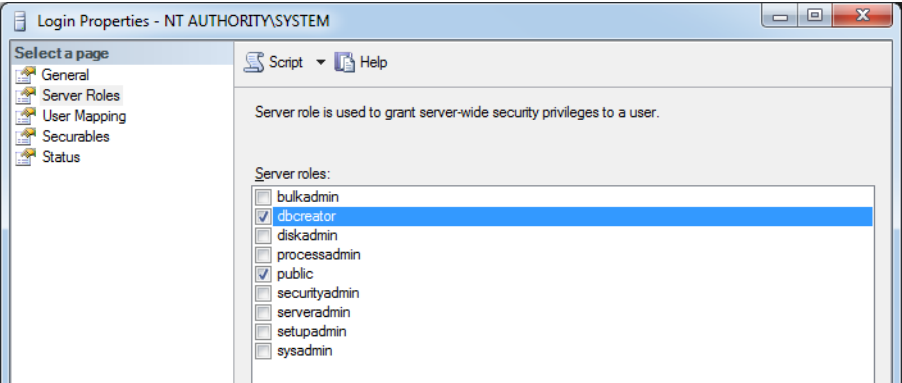 Login Properties - NT AUTHORITY\SYSTEM
Select a page
General
Server Roles
User Mapping
Securables
Status
Script Help
Server role is used to grant server-wide security privileges to a user.
Server roles:
bulkadmin
dbcreator
diskadmin
processadmin
public
securityadmin
serveradmin
setupadmin
sysadmin